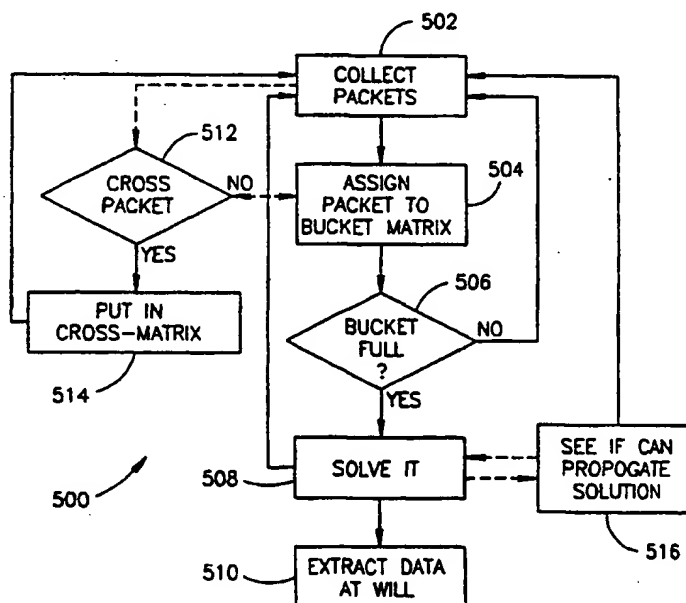 502
COLLECT
PACKETS
512
CROSS
PACKET
NO
YES
ASSIGN
PACKET TO
BUCKET MATRIX
504
PUT IN
CROSS-MATRIX
514
506
BUCKET
FULL
?
NO
YES
500
508
SOLVE IT
SEE IF CAN
PROPOGATE
SOLUTION
516
510
EXTRACT DATA
AT WILL